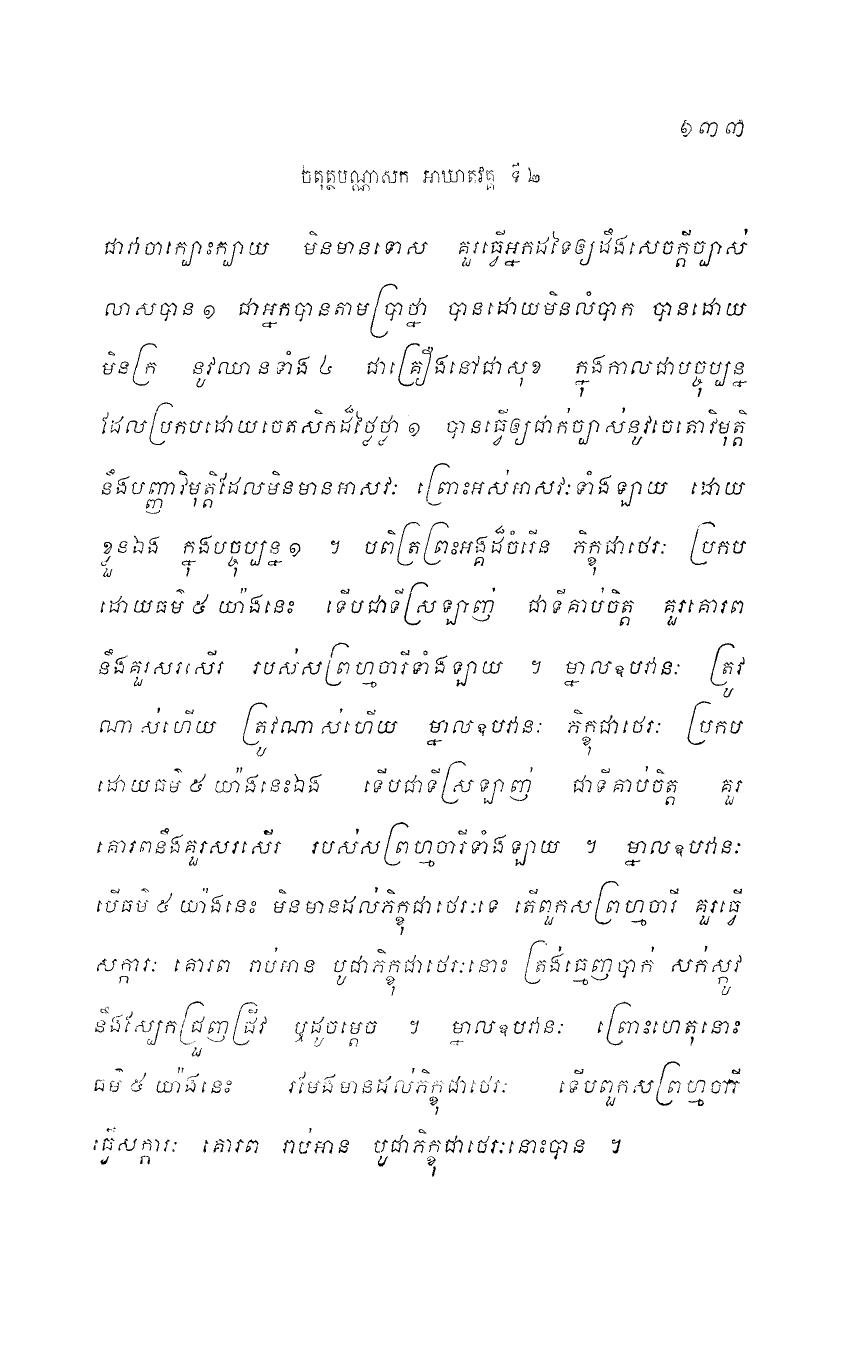 ១៣៣
ចតុត្ថបណ្ណាសក អាឃាតវគ្គ ទី ២
ជាវាចាក្បោះក្បាយ មិនមានទោស គួរធ្វើអ្នកដទៃឲ្យដឹងសេចក្តីច្បាស់
លាសបាន ១ ជាអ្នកបានតាមប្រាថ្នា បានដោយមិនលំបាក បានដោយ
មិនក្រ នូវឈានទាំង ៤ ជាគ្រឿងនៅជាសុខ ក្នុងកាលជាបច្ចុប្បន្ន
ដែលប្រកបដោយចេតសិកដ៏ថ្លៃថ្លា ១ បានធ្វើឲ្យជាក់ច្បាស់នូវចេតោវិមុត្តិ
នឹងបញ្ញាវិមុត្តិដែលមិនមានអាសវៈ ព្រោះអស់អាសវៈទាំងឡាយ ដោយ
ខ្លួនឯង ក្នុងបច្ចុប្បន្ន ១ ។ បពិត្រព្រះអង្គដ៏ចំរើន ភិក្ខុជាថេរៈ ប្រកប
ដោយធម៌ ៥ យ៉ាងនេះ ទើបជាទីស្រឡាញ់ ជាទីគាប់ចិត្ត គួរគោរព
នឹងគួរសរសើរ របស់សព្រហ្មចារីទាំងឡាយ ។ ម្នាលឧបវានៈ ត្រូវ
ណាស់ហើយ ត្រូវណាស់ហើយ ម្នាលឧបវានៈ ភិក្ខុជាថេរៈ ប្រកប
ដោយធម៌ ៥ យ៉ាងនេះឯង ទើបជាទីស្រឡាញ់ ជាទីគាប់ចិត្ត គួរ
គោរពនឹងគួរសរសើរ របស់សព្រហ្មចារីទាំងឡាយ ។ ម្នាលឧបវានៈ
បើធម៌ ៥ យ៉ាងនេះ មិនមានដល់ភិក្ខុជាថេរៈទេ តើពួកសព្រហ្មចារី គួរធ្វើ
សក្ការៈ គោរព រាប់អាន បូជាភិក្ខុជាថេរៈនោះ ត្រង់ធ្មេញបាក់ សក់ស្កូវ
នឹងស្បែកជ្រួញជ្រីវ ឬដូចម្តេច ។ ម្នាលឧបវានៈ ព្រោះហេតុនោះ
ធម៌ ៥ យ៉ាងនេះ រមែងមានដល់ភិក្ខុជាថេរៈ ទើបពួកសព្រហ្មចារី
ធ្វើសក្ការៈ គោរព រាប់អាន បូជាភិក្ខុជាថេរៈនោះបាន ។